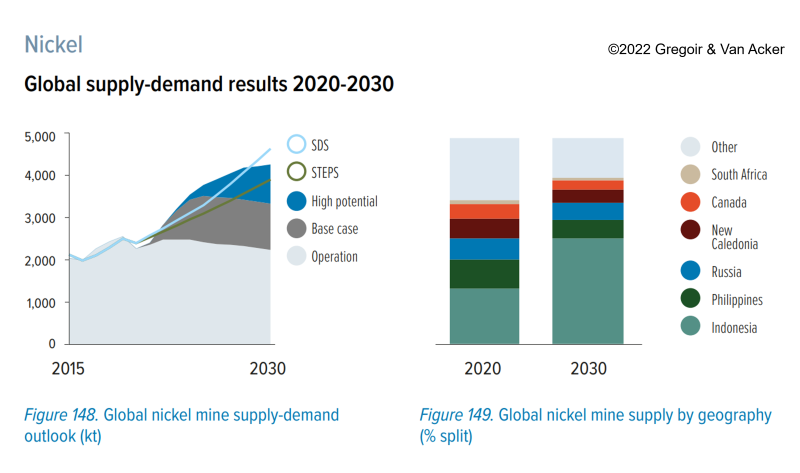 Nickel
©2022 Gregoir & Van Acker
Global supply-demand results 2020-2030
5,000
4,000
3,000
2,000
1,000
0
2015
2030
SDS
STEPS
High potential
Base case
Operation
Figure 148. Global nickel mine supply-demand
outlook (kt)
2020
2030
Other
South Africa
Canada
New
Caledonia
Russia
Philippines
Indonesia
Figure 149. Global nickel mine supply by geography
(% split)